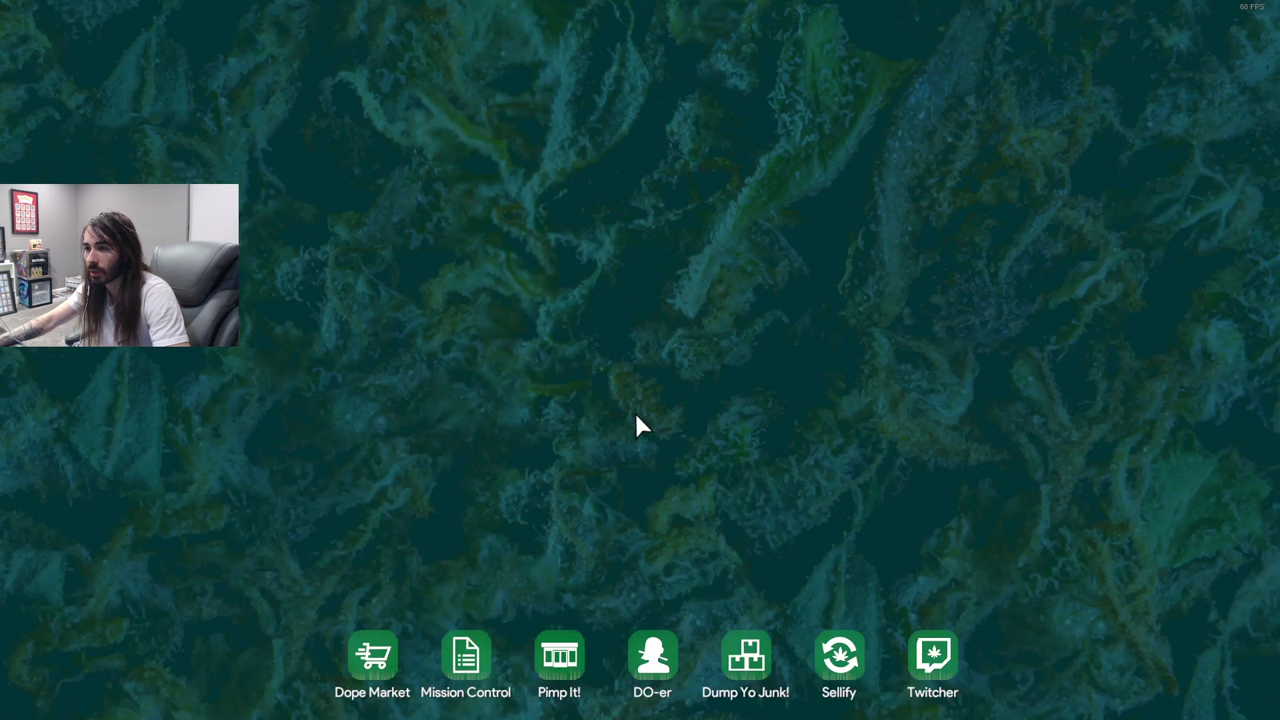 60 FPS
Dope Market
Mission Control
Pimp It!
DO-er
Dump Yo Junk!
Sellify
Twitcher